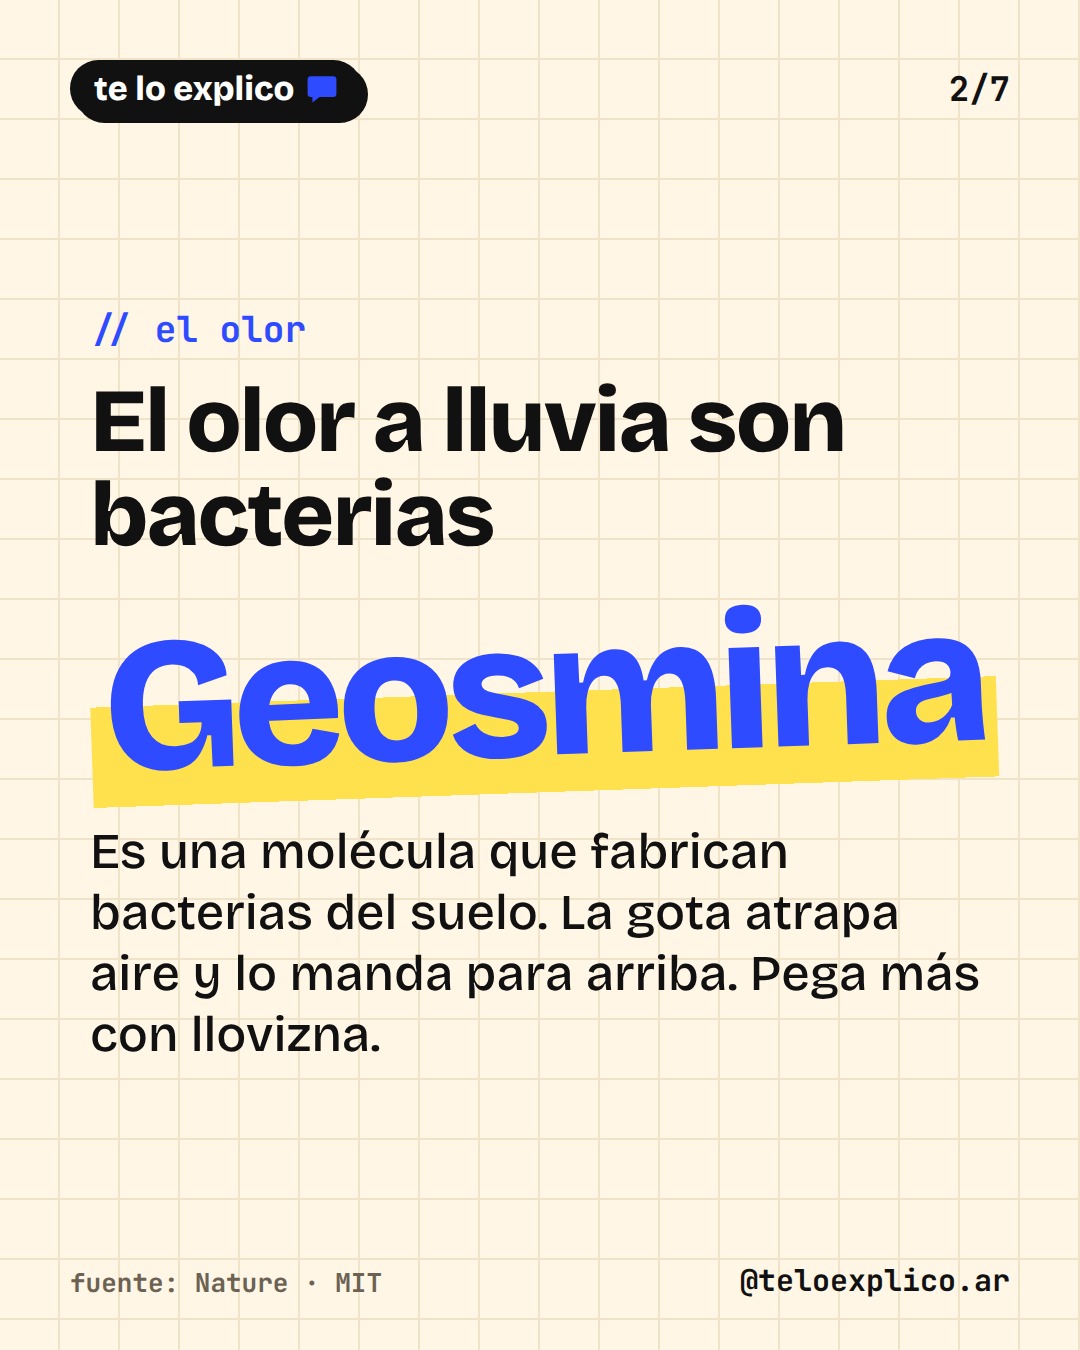 te lo explico
2/7
// el olor
El olor a lluvia son
bacterias
Geosmina
Es una molécula que fabrican
bacterias del suelo. La gota atrapa
aire y lo manda para arriba. Pega más
con llovizna.
fuente: Nature · MIT
@teloexplico.ar